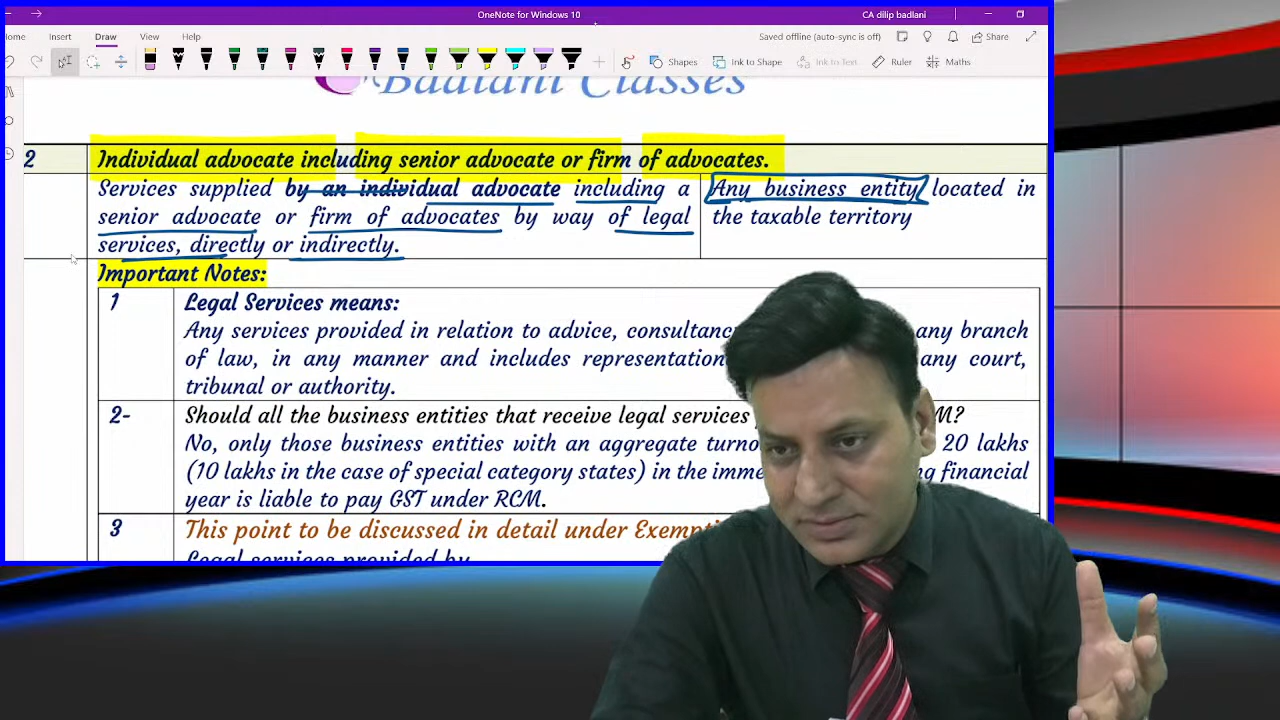 OneNote for Windows 10
CA dilip badlani
Insert Draw View Help
Saved offline (auto-sync is off)
Share
Shapes Ink to Shape Ink to Text Ruler Maths
Badlani Classes
2 Individual advocate including senior advocate or firm of advocates.
Services supplied by an individual advocate including a
senior advocate or firm of advocates by way of legal
services, directly or indirectly.
Any business entity located in
the taxable territory
Important Notes:
1 Legal Services means:
Any services provided in relation to advice, any branch
of law, in any manner and includes representation any court,
tribunal or authority.
2- Should all the business entities that receive legal services
No, only those business entities with an aggregate 20 lakhs
(10 lakhs in the case of special category states) in the financial
year is liable to pay GST under RCM.
3 This point to be discussed in detail under
Legal services provided by